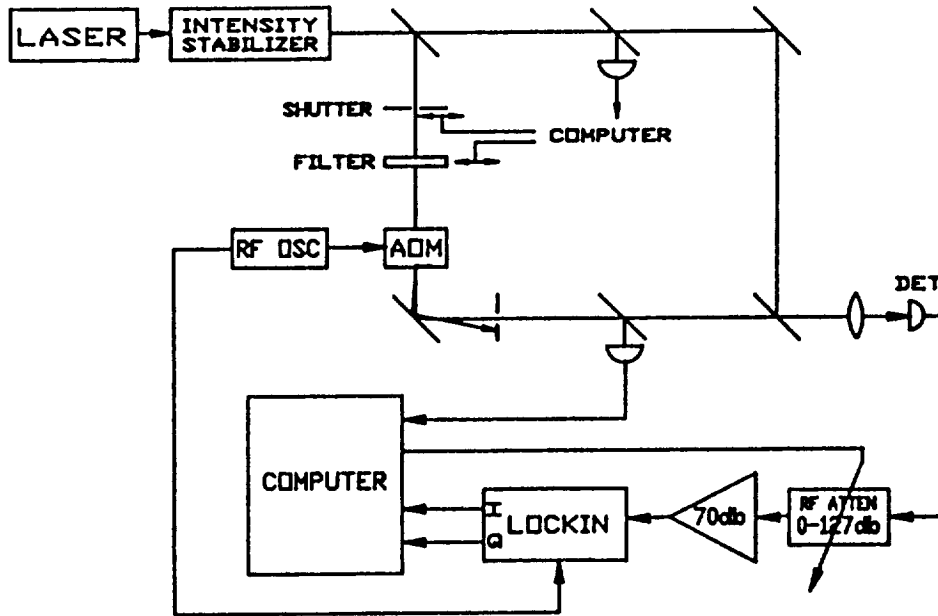 LASER
INTENSITY
STABILIZER
SHUTTER
COMPUTER
FILTER
RF OSC
AOM
DET
COMPUTER
I
Q
LOCKIN
70db
RF ATTEN
0-127db